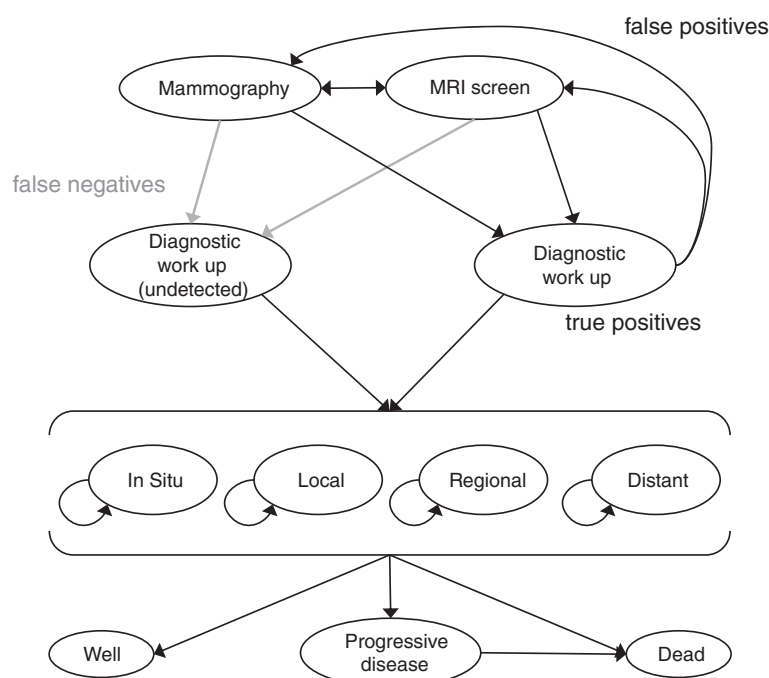 false positives
Mammography
MRI screen
false negatives
Diagnostic
work up
(undetected)
Diagnostic
work up
true positives
In Situ
Local
Regional
Distant
Well
Progressive
disease
Dead